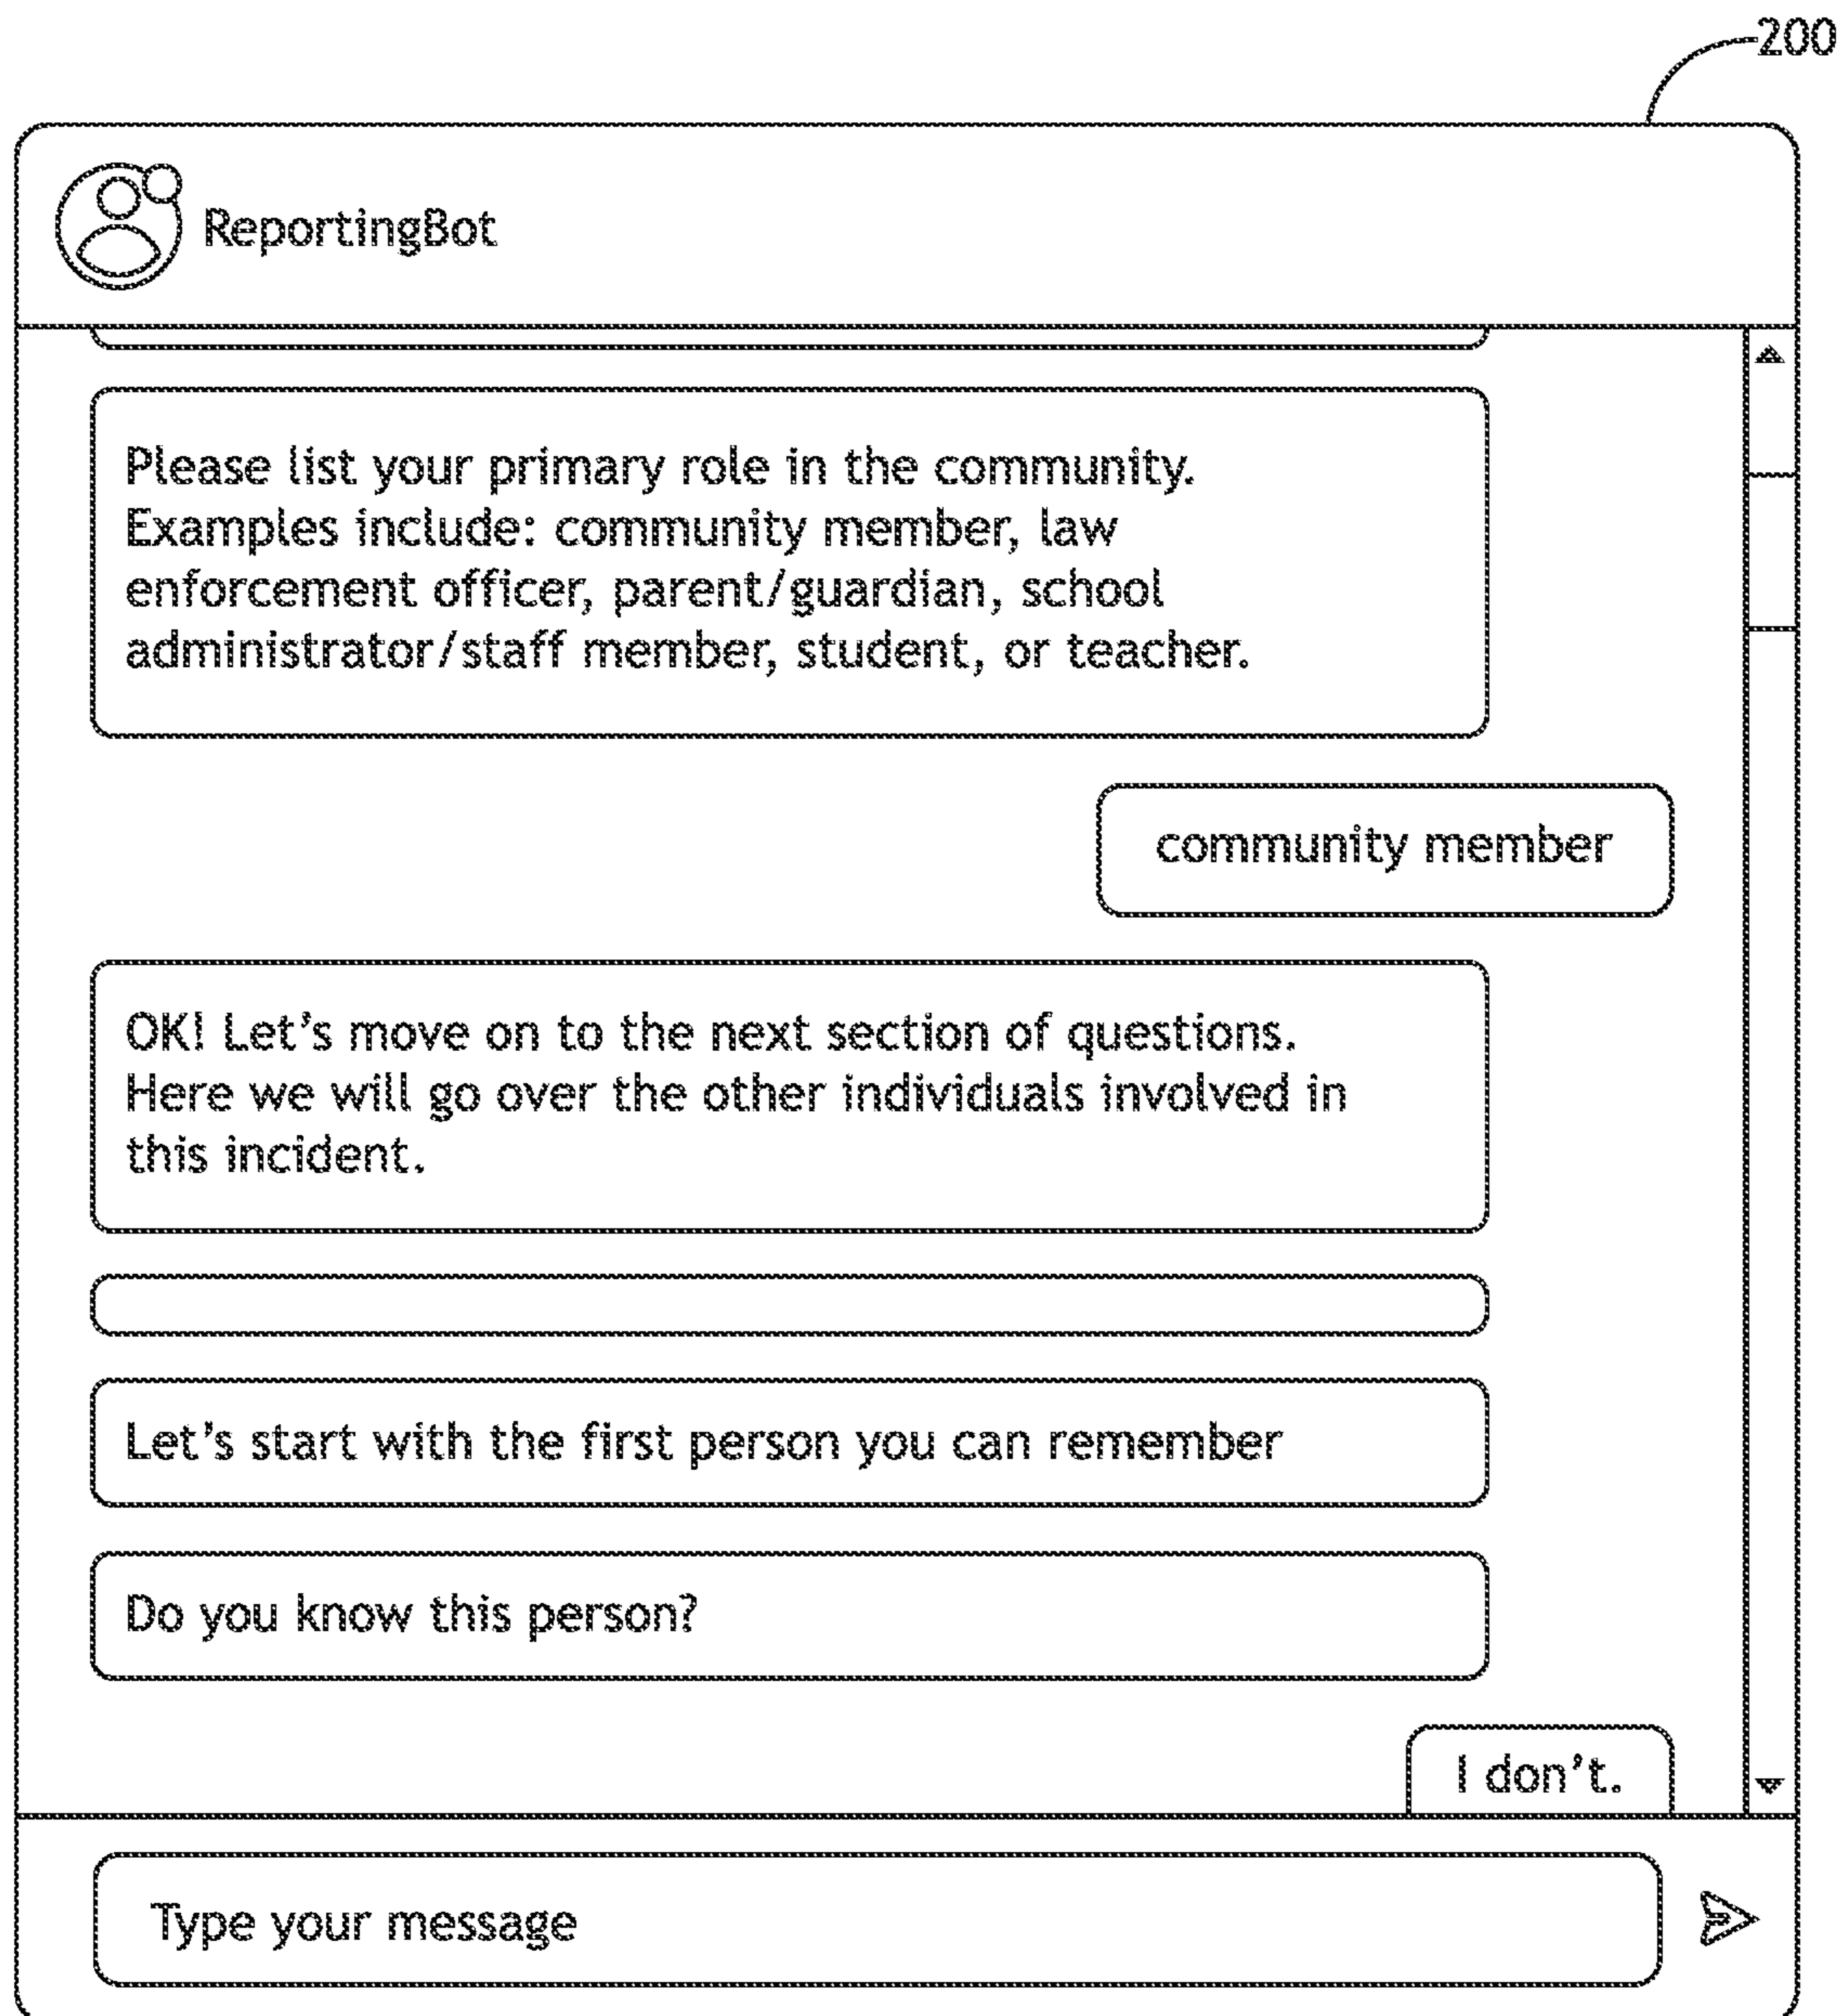 200
ReportingBot
Please list your primary role in the community.
Examples include: community member, law
enforcement officer, parent/guardian, school
administrator/staff member, student, or teacher.
community member
OK! Let's move on to the next section of questions.
Here we will go over the other individuals involved in
this incident.
Let's start with the first person you can remember
Do you know this person?
I don't.
Type your message